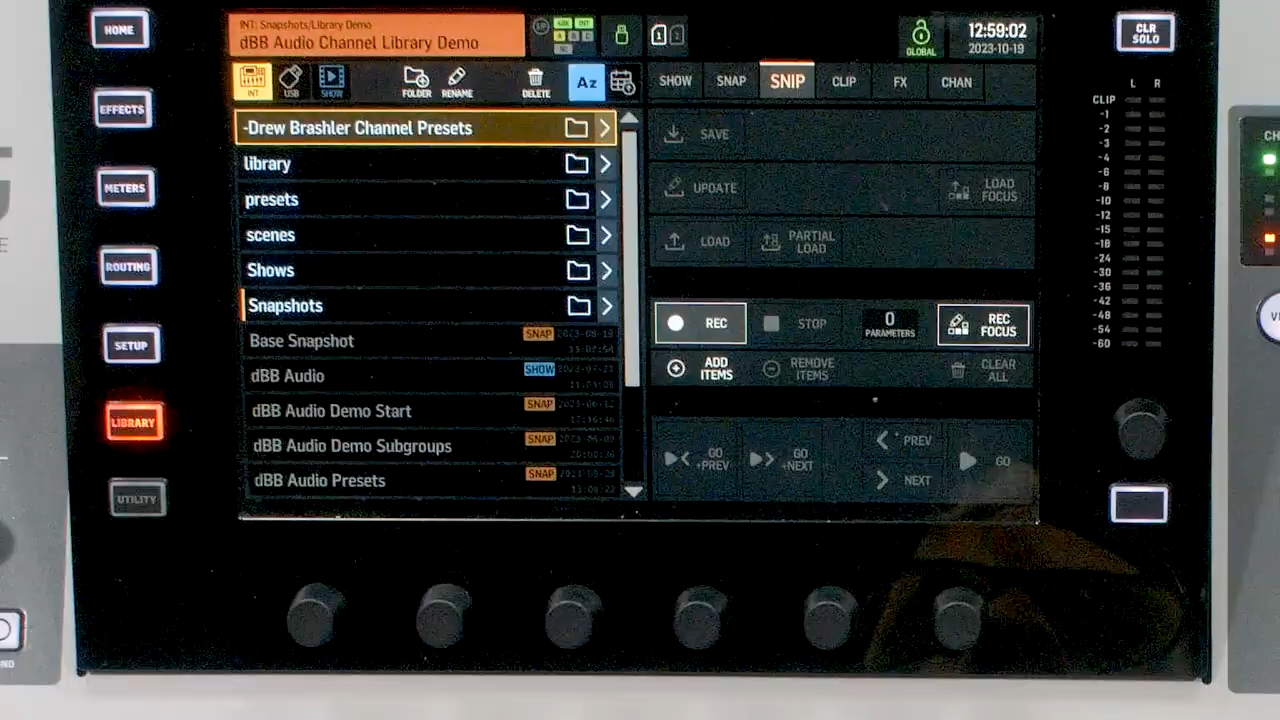 HOME
EFFECTS
METERS
ROUTING
SETUP
LIBRARY
UTILITY
INT: Snapshots/Library Demo
dBB Audio Channel Library Demo
48K INT
A B C
SC
1 1
GLOBAL
12:59:02
2023-10-19
INT
USB
SHOW
FOLDER
RENAME
DELETE
Az
SHOW
SNAP
SNIP
CLIP
FX
CHAN
-Drew Brashler Channel Presets
library
presets
scenes
Shows
Snapshots
Base Snapshot SNAP
dBB Audio SHOW
dBB Audio Demo Start SNAP
dBB Audio Demo Subgroups SNAP
dBB Audio Presets SNAP
SAVE
UPDATE
LOAD FOCUS
LOAD
PARTIAL LOAD
REC
STOP
0
PARAMETERS
REC FOCUS
ADD ITEMS
REMOVE ITEMS
CLEAR ALL
GO +PREV
GO +NEXT
PREV
NEXT
GO
CLR
SOLO
L R
CLIP
-1
-2
-3
-4
-6
-8
-10
-12
-15
-18
-24
-30
-36
-42
-48
-54
-60